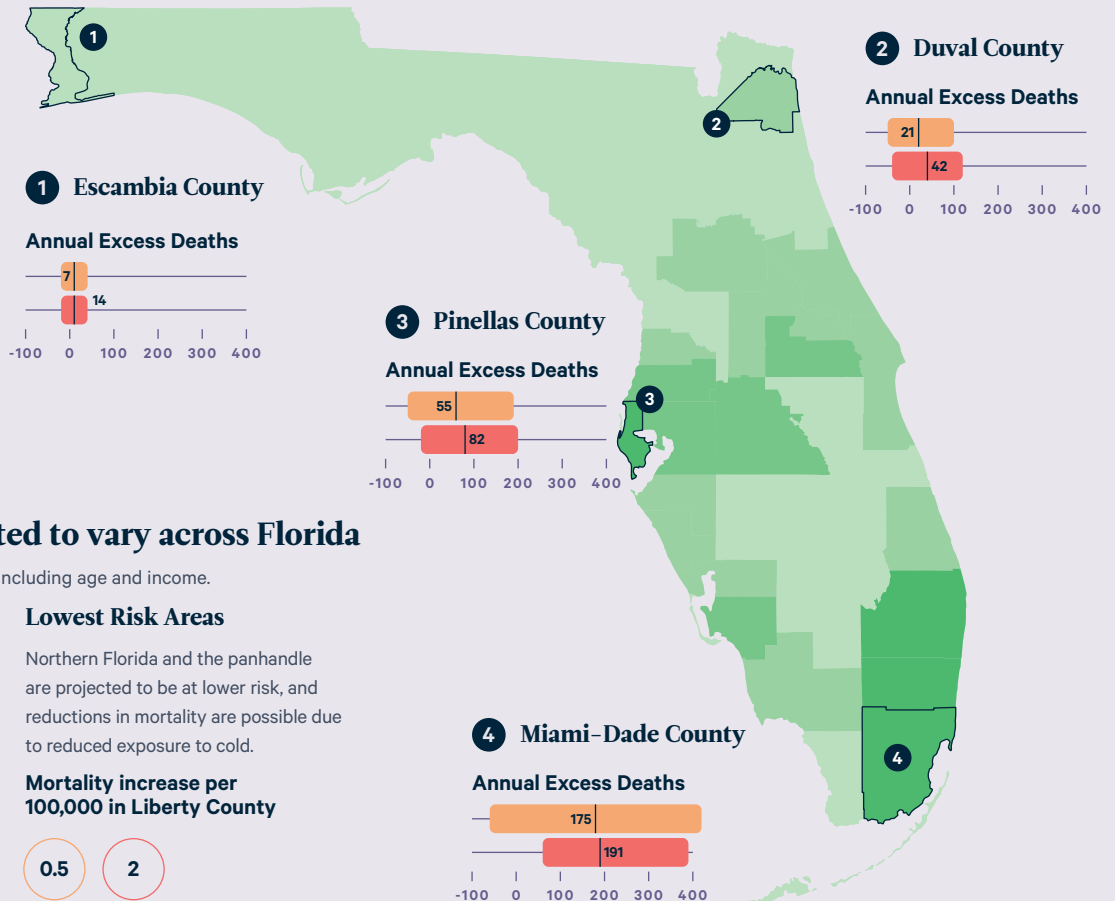 1
2
Duval County
Annual Excess Deaths
21
42
-100 0 100 200 300 400
2
1
Escambia County
Annual Excess Deaths
7
14
-100 0 100 200 300 400
3
Pinellas County
Annual Excess Deaths
55
82
-100 0 100 200 300 400
3
ted to vary across Florida
ncluding age and income.
Lowest Risk Areas
Northern Florida and the panhandle
are projected to be at lower risk, and
reductions in mortality are possible due
to reduced exposure to cold.
Mortality increase per
100,000 in Liberty County
0.5 2
4
Miami-Dade County
Annual Excess Deaths
175
191
-100 0 100 200 300 400
4